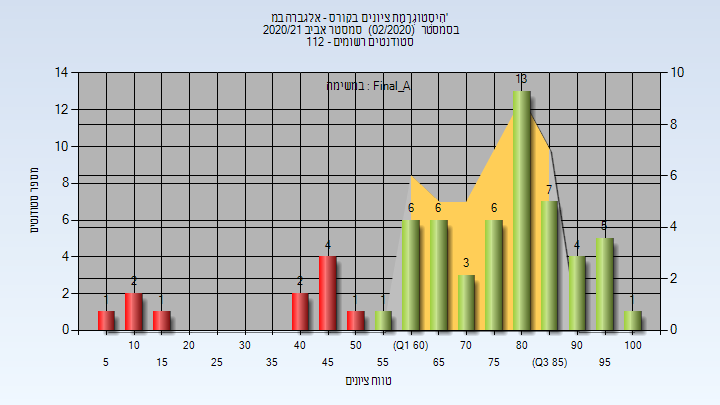 היסטוגרמת ציונים בקורס - אלגברה במ'
בסמסטר (02/2020) סמסטר אביב 2020/21
סטודנטים רשומים - 112
במשימה : Final_A
14 12 10 8 6 4 2 0
מספר סטודנטים
10 8 6 4 2 0
1 2 1 2 4 1 1 6 6 3 6 13 7 4 5 1
10 20 30 40 50 (Q1 60) 70 80 90 100
5 15 25 35 45 55 65 75 (Q3 85) 95
טווח ציונים